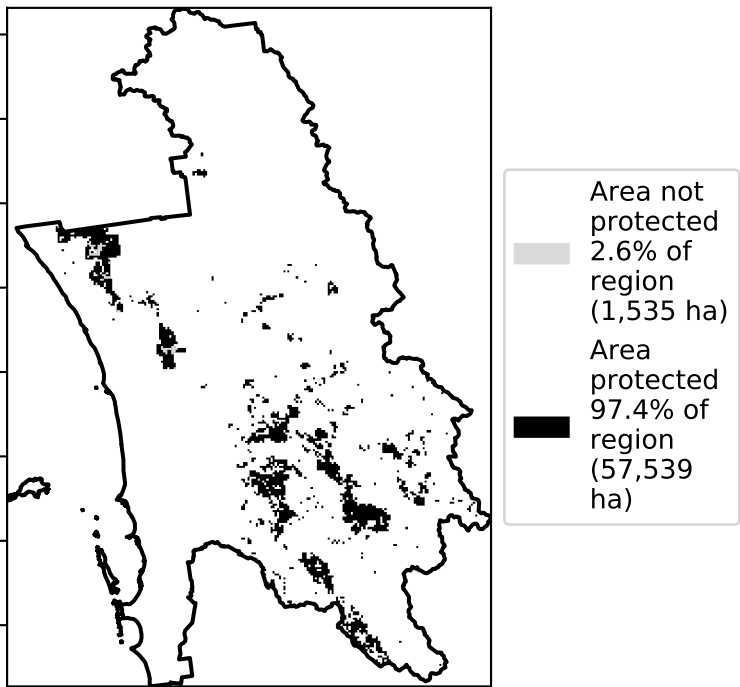 Area not
protected
2.6% of
region
(1,535 ha)
Area
protected
97.4% of
region
(57,539
ha)